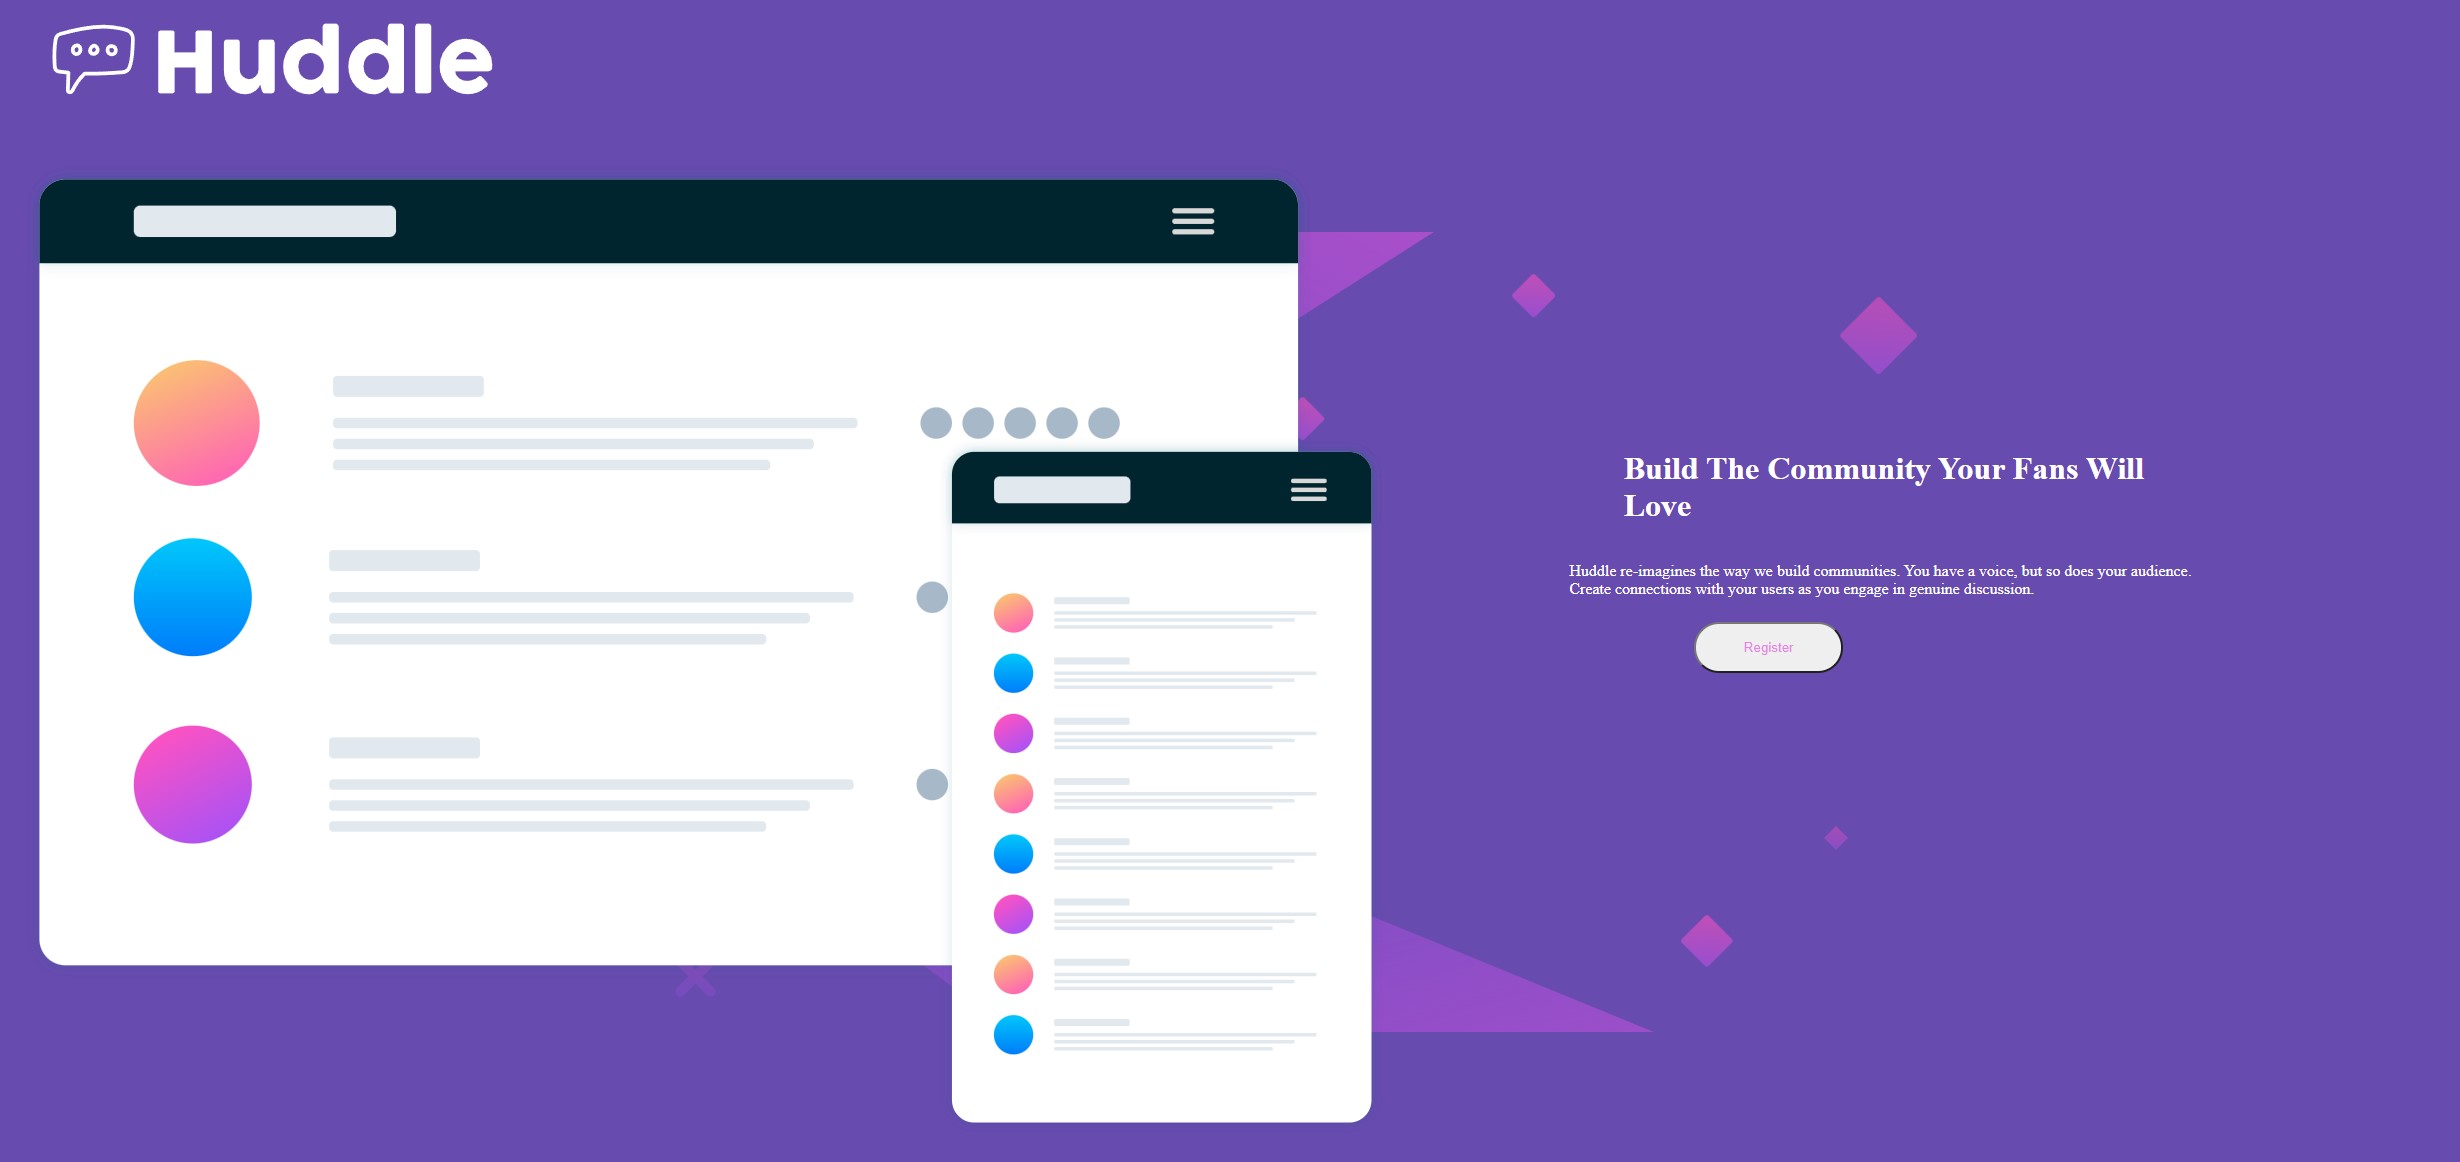 Huddle
Build The Community Your Fans Will
Love
Huddle re-imagines the way we build communities. You have a voice, but so does your audience.
Create connections with your users as you engage in genuine discussion.
Register